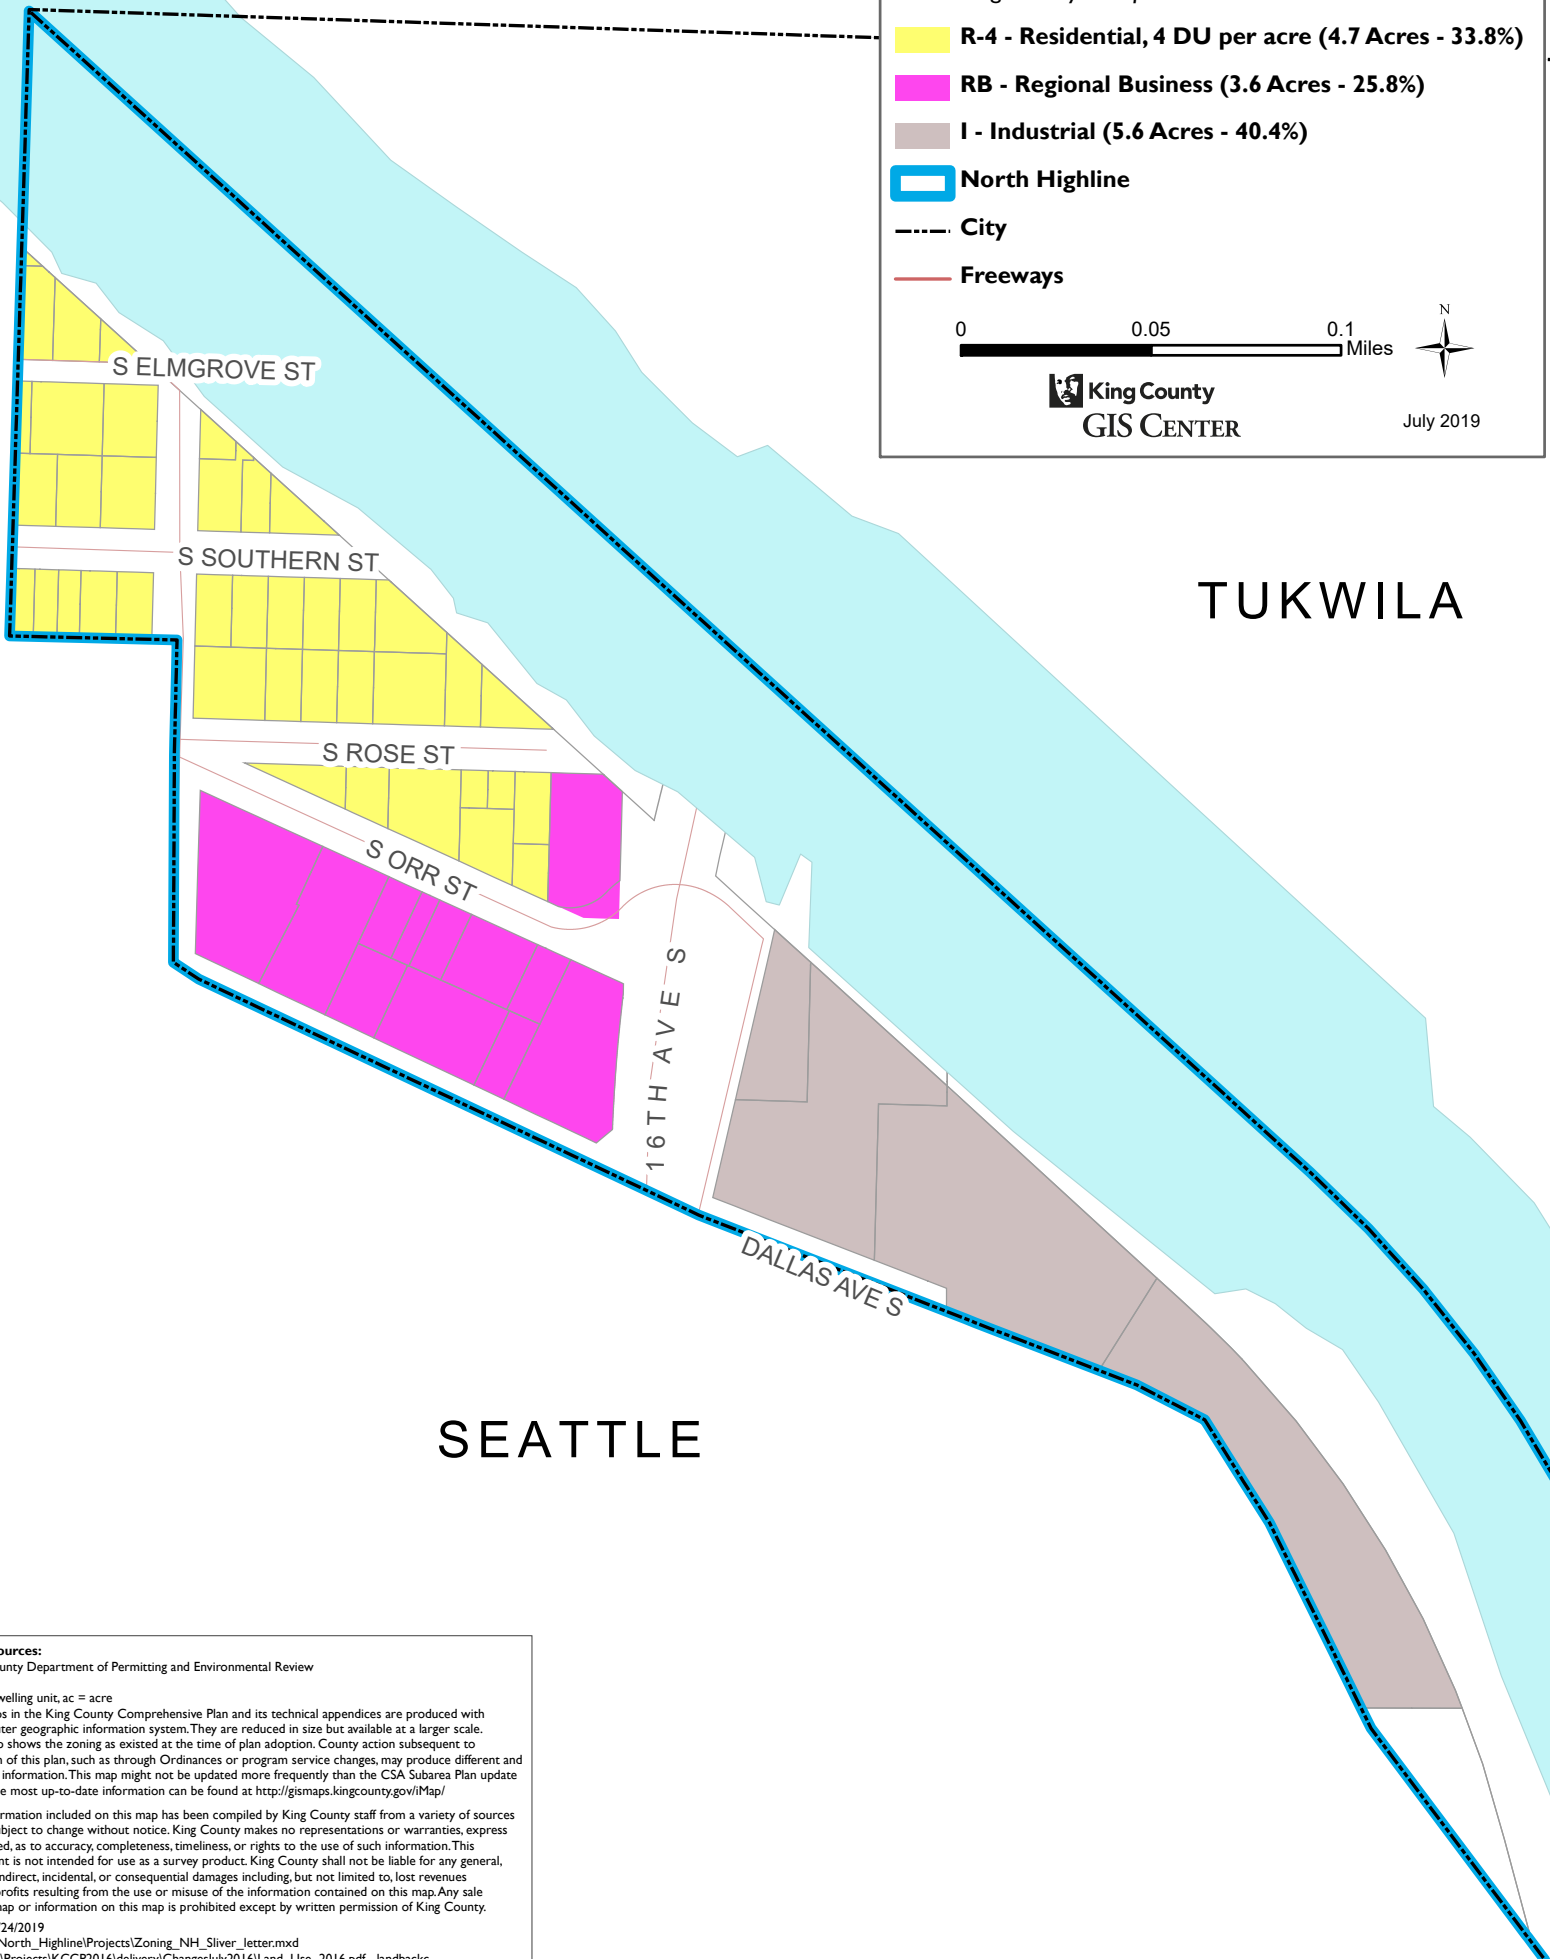 R-4 - Residential, 4 DU per acre (4.7 Acres - 33.8%)
RB - Regional Business (3.6 Acres - 25.8%)
I - Industrial (5.6 Acres - 40.4%)
North Highline
City
Freeways
0 0.05 0.1
Miles
N
King County
GIS CENTER
July 2019
S ELMGROVE ST
S SOUTHERN ST
TUKWILA
S ROSE ST
S ORR ST
16TH AVE S
DALLAS AVE S
SEATTLE
ources:
unty Department of Permitting and Environmental Review
welling unit, ac = acre
ps in the King County Comprehensive Plan and its technical appendices are produced with
ter geographic information system. They are reduced in size but available at a larger scale.
p shows the zoning as existed at the time of plan adoption. County action subsequent to
n of this plan, such as through Ordinances or program service changes, may produce different and
information. This map might not be updated more frequently than the CSA Subarea Plan update
e most up-to-date information can be found at http://gismaps.kingcounty.gov/iMap/
rmation included on this map has been compiled by King County staff from a variety of sources
bject to change without notice. King County makes no representations or warranties, express
ed, as to accuracy, completeness, timeliness, or rights to the use of such information. This
nt is not intended for use as a survey product. King County shall not be liable for any general,
ndirect, incidental, or consequential damages including, but not limited to, lost revenues
rofits resulting from the use or misuse of the information contained on this map. Any sale
map or information on this map is prohibited except by written permission of King County.
24/2019
North_Highline\Projects\Zoning_NH_Sliver_letter.mxd
\Projects\KCCP2016\delivery\ChangesJuly2016\Land_Use_2016.pdf